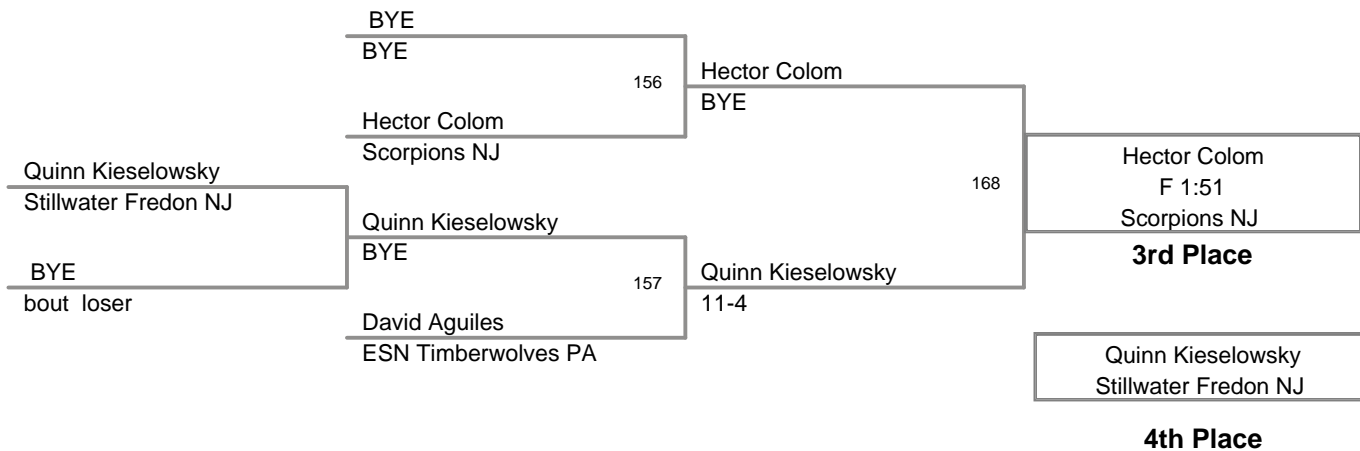 BYE
BYE
156
Hector Colom
BYE
Hector Colom
Scorpions NJ
Quinn Kieselowsky
Stillwater Fredon NJ
168
Hector Colom
F 1:51
Scorpions NJ
3rd Place
Quinn Kieselowsky
BYE
BYE
bout loser
157
Quinn Kieselowsky
11-4
David Aguiles
ESN Timberwolves PA
Quinn Kieselowsky
Stillwater Fredon NJ
4th Place